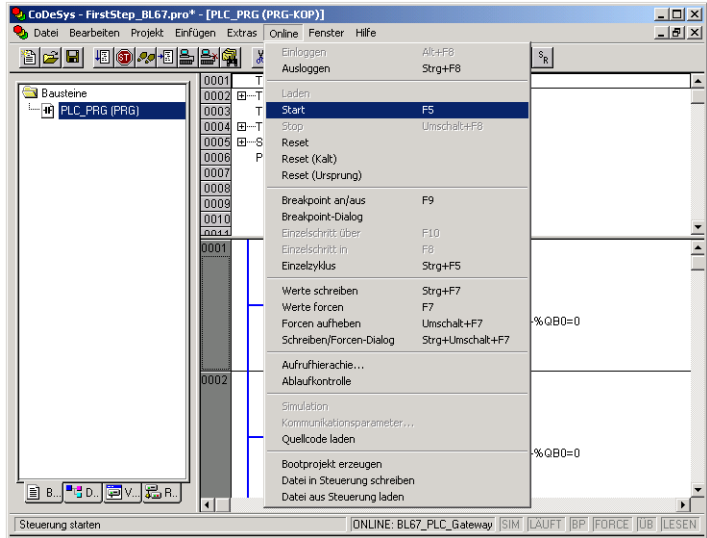 CoDeSys - FirstStep_BL67.pro* - [PLC_PRG (PRG-KOP)]
Datei Bearbeiten Projekt Einfügen Extras Online Fenster Hilfe
Bausteine
PLC_PRG (PRG)
0001 T
0002 T
0003 T
0004 T
0005 S
0006 P
0007
0008
0009
0010
0011
0001
%QB0=0
0002
%QB0=0
Einloggen Alt+F8
Ausloggen Strg+F8
Laden
Start F5
Stop Umschalt+F8
Reset
Reset (Kalt)
Reset (Ursprung)
Breakpoint an/aus F9
Breakpoint-Dialog
Einzelschritt über F10
Einzelschritt in F8
Einzelzyklus Strg+F5
Werte schreiben Strg+F7
Werte forcen F7
Forcen aufheben Umschalt+F7
Schreiben/Forcen-Dialog Strg+Umschalt+F7
Aufrufhierachie...
Ablaufkontrolle
Simulation
Kommunikationsparameter...
Quellcode laden
Bootprojekt erzeugen
Datei in Steuerung schreiben
Datei aus Steuerung laden
B... D... V... R...
Steuerung starten
ONLINE: BL67_PLC_Gateway SIM LÄUFT BP FORCE ÜB LESEN